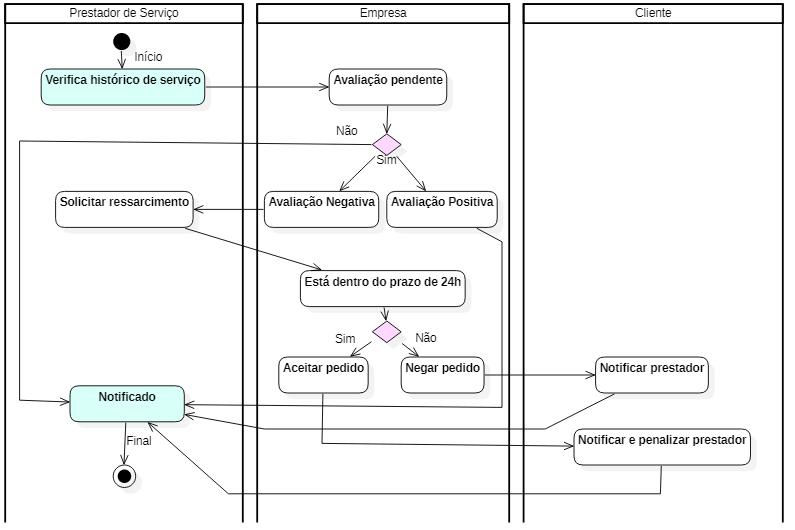 Prestador de Serviço
Empresa
Cliente
Início
Verifica histórico de serviço
Avaliação pendente
Não
Sim
Avaliação Negativa
Avaliação Positiva
Solicitar ressarcimento
Está dentro do prazo de 24h
Sim
Não
Aceitar pedido
Negar pedido
Notificar prestador
Notificado
Notificar e penalizar prestador
Final